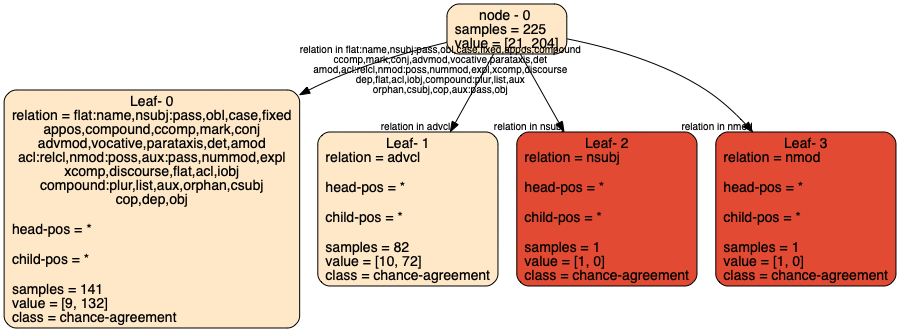 node - 0
samples = 225
value = [21, 204]
relation in flat:name,nsubj:pass,obl,case,fixed,appos,compound
ccomp,mark,conj,advmod,vocative,parataxis,det
amod,acl:relcl,nmod:poss,nummod,expl,xcomp,discourse
dep,flat,acl,iobj,compound:plur,list,aux
orphan,csubj,cop,aux:pass,obj
relation in advcl
relation in nsubj
relation in nmod
Leaf- 0
relation = flat:name,nsubj:pass,obl,case,fixed
appos,compound,ccomp,mark,conj
advmod,vocative,parataxis,det,amod
acl:relcl,nmod:poss,aux:pass,nummod,expl
xcomp,discourse,flat,acl,iobj
compound:plur,list,aux,orphan,csubj
cop,dep,obj
head-pos = *
child-pos = *
samples = 141
value = [9, 132]
class = chance-agreement
Leaf- 1
relation = advcl
head-pos = *
child-pos = *
samples = 82
value = [10, 72]
class = chance-agreement
Leaf- 2
relation = nsubj
head-pos = *
child-pos = *
samples = 1
value = [1, 0]
class = chance-agreement
Leaf- 3
relation = nmod
head-pos = *
child-pos = *
samples = 1
value = [1, 0]
class = chance-agreement